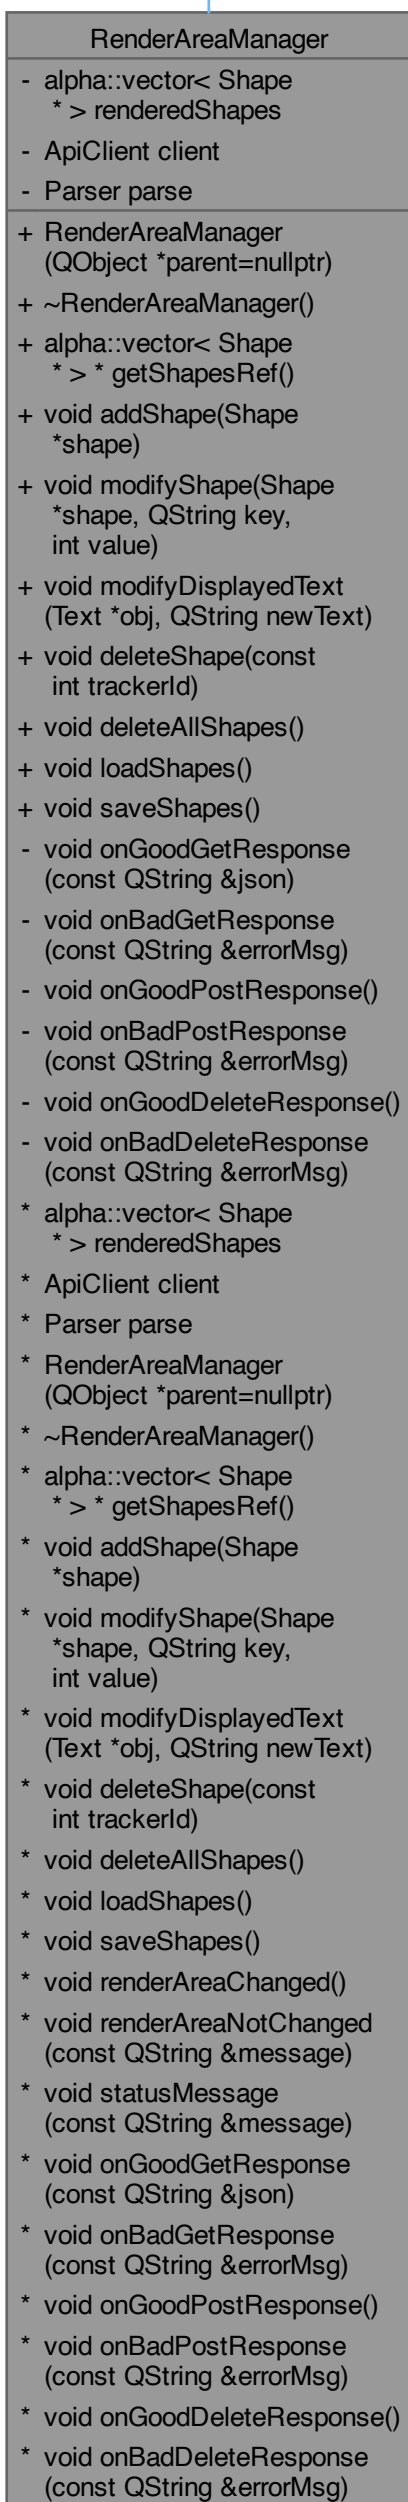 RenderAreaManager
- alpha::vector< Shape
* > renderedShapes
- ApiClient client
- Parser parse
+ RenderAreaManager
(QObject *parent=nullptr)
+ ~RenderAreaManager()
+ alpha::vector< Shape
* > * getShapesRef()
+ void addShape(Shape
*shape)
+ void modifyShape(Shape
*shape, QString key,
int value)
+ void modifyDisplayedText
(Text *obj, QString newText)
+ void deleteShape(const
int trackerId)
+ void deleteAllShapes()
+ void loadShapes()
+ void saveShapes()
- void onGoodGetResponse
(const QString &json)
- void onBadGetResponse
(const QString &errorMsg)
- void onGoodPostResponse()
- void onBadPostResponse
(const QString &errorMsg)
- void onGoodDeleteResponse()
- void onBadDeleteResponse
(const QString &errorMsg)
* alpha::vector< Shape
* > renderedShapes
* ApiClient client
* Parser parse
* RenderAreaManager
(QObject *parent=nullptr)
* ~RenderAreaManager()
* alpha::vector< Shape
* > * getShapesRef()
* void addShape(Shape
*shape)
* void modifyShape(Shape
*shape, QString key,
int value)
* void modifyDisplayedText
(Text *obj, QString newText)
* void deleteShape(const
int trackerId)
* void deleteAllShapes()
* void loadShapes()
* void saveShapes()
* void renderAreaChanged()
* void renderAreaNotChanged
(const QString &message)
* void statusMessage
(const QString &message)
* void onGoodGetResponse
(const QString &json)
* void onBadGetResponse
(const QString &errorMsg)
* void onGoodPostResponse()
* void onBadPostResponse
(const QString &errorMsg)
* void onGoodDeleteResponse()
* void onBadDeleteResponse
(const QString &errorMsg)